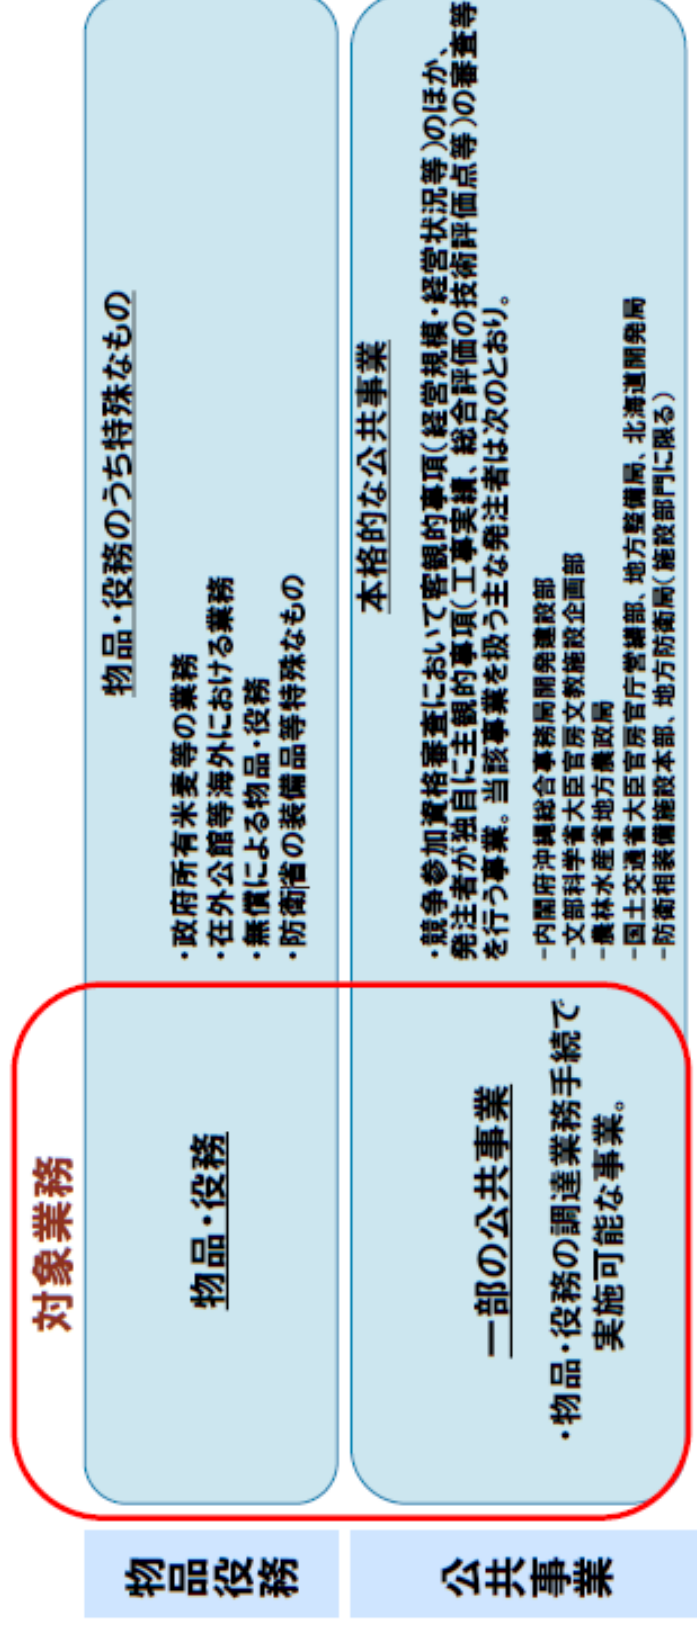 対象業務
物品役務
物品・役務
物品・役務のうち特殊なもの
・政府所有米麦等の業務
・在外公館等海外における業務
・無償による物品・役務
・防衛省の装備品等特殊なもの
公共事業
一部の公共事業
・物品・役務の調達業務手続で
実施可能な事業。
本格的な公共事業
・競争参加資格審査において客観的事項(経営規模・経営状況等)のほか、
発注者が独自に主観的事項(工事実績、総合評価の技術評価点等)の審査等
を行う事業。当該事業を扱う主な発注者は次のとおり。
－内閣府沖縄総合事務局開発建設部
－文部科学省大臣官房文教施設企画部
－農林水産省地方農政局
－国土交通省大臣官房官庁営繕部、地方整備局、北海道開発局
－防衛相装備施設本部、地方防衛局(施設部門に限る)